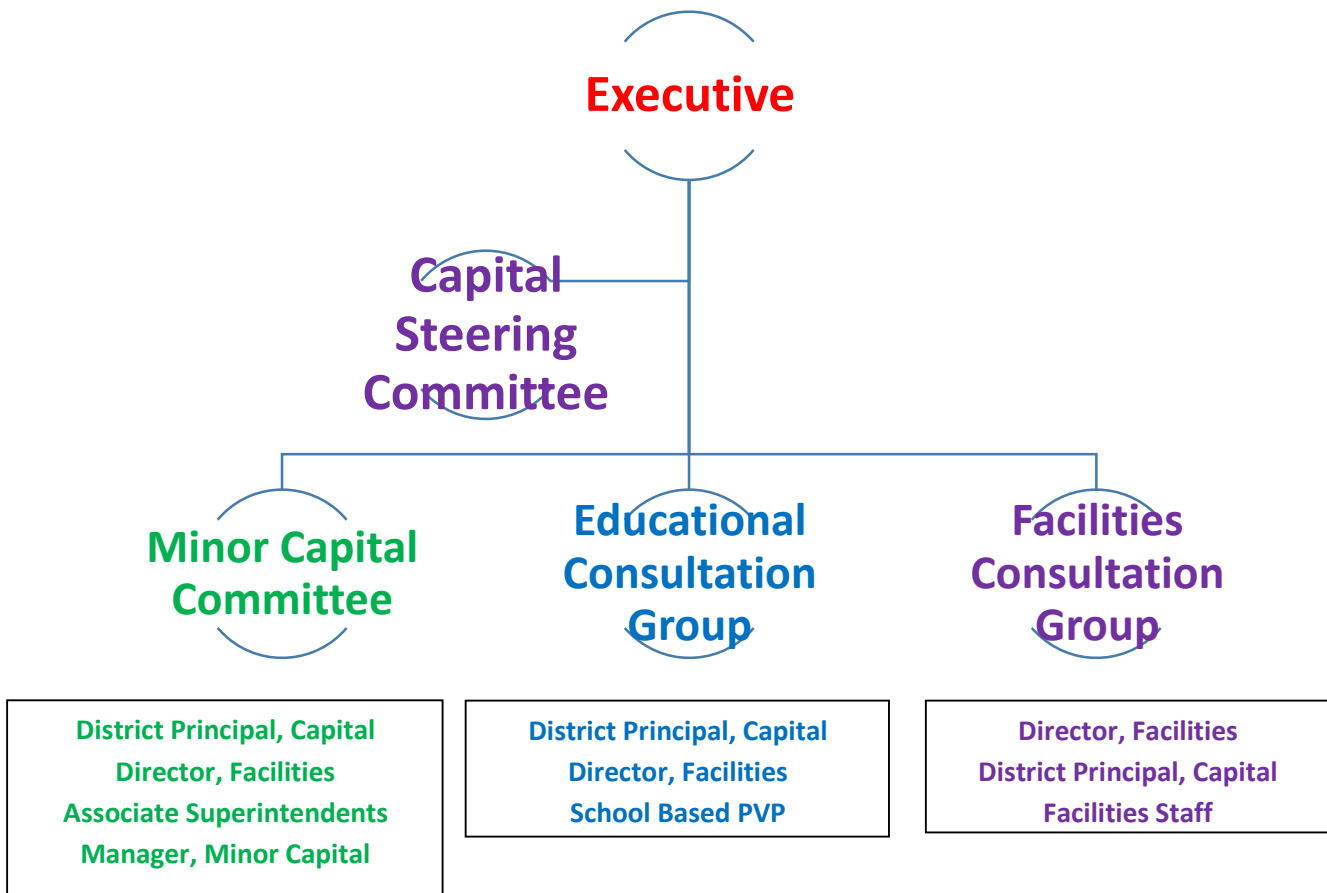 Executive
Capital
Steering
Committee
Minor Capital
Committee
Educational
Consultation
Group
Facilities
Consultation
Group
District Principal, Capital
Director, Facilities
Associate Superintendents
Manager, Minor Capital
District Principal, Capital
Director, Facilities
School Based PVP
Director, Facilities
District Principal, Capital
Facilities Staff